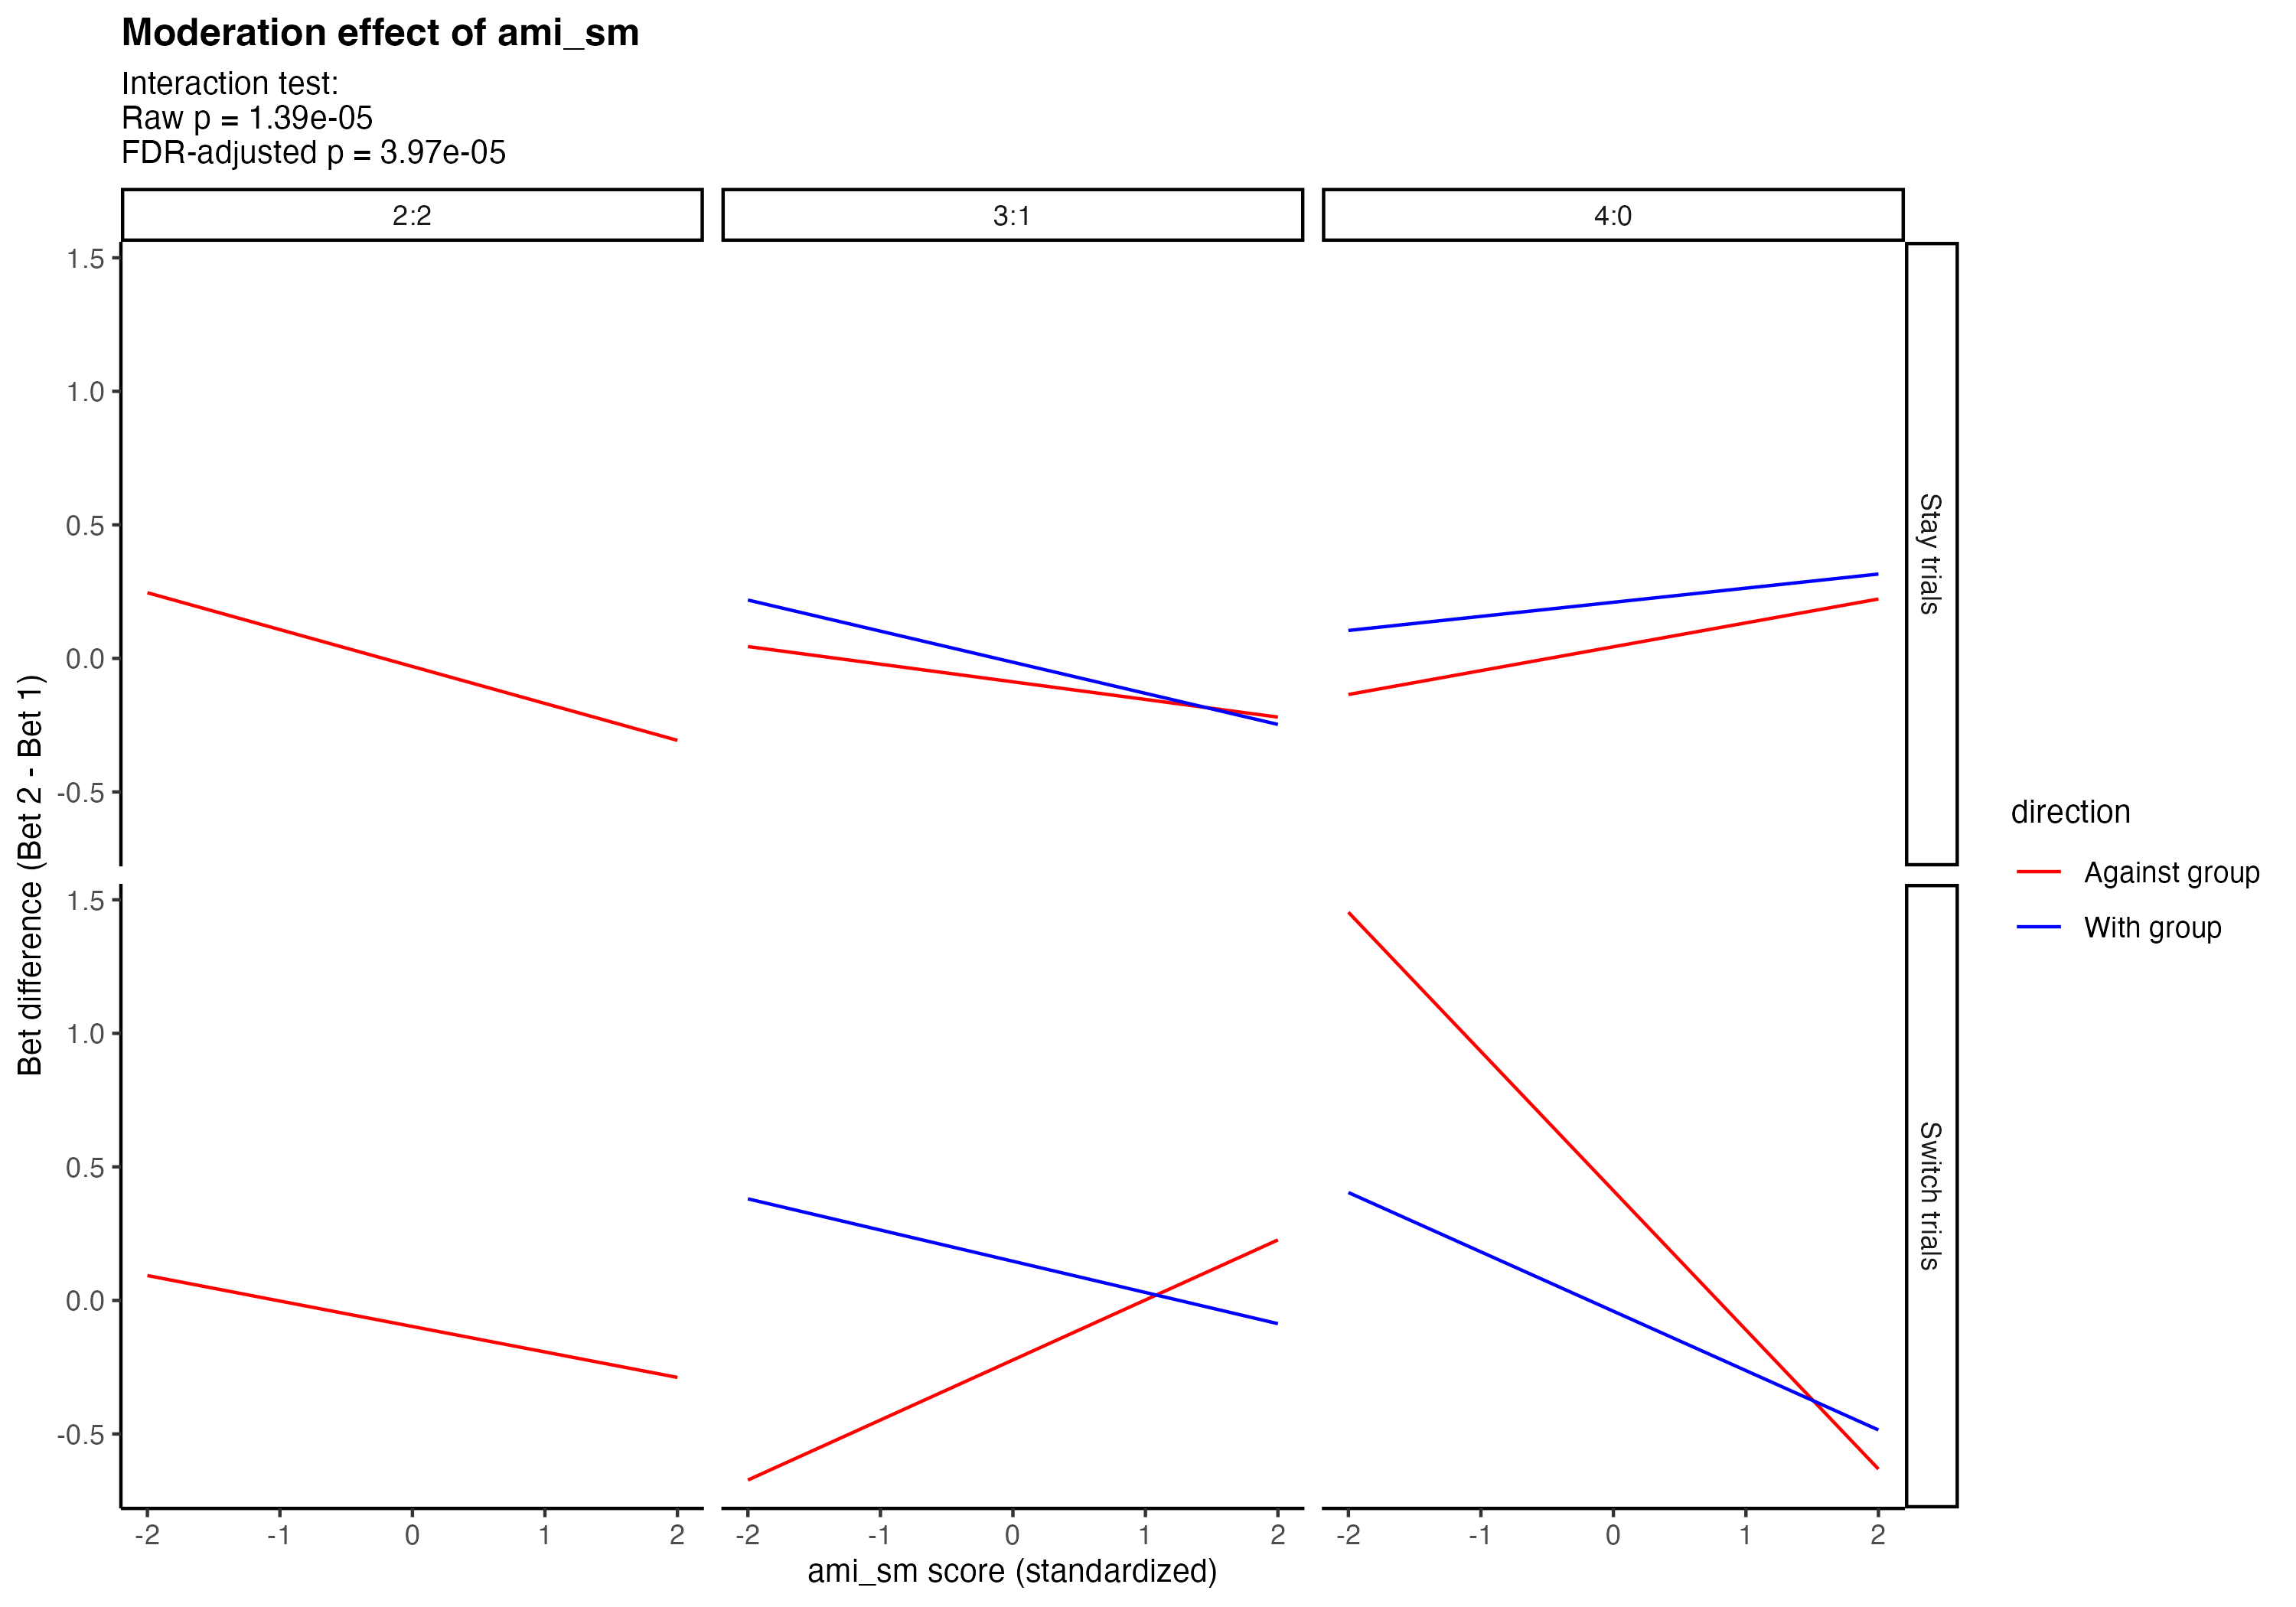 Moderation effect of ami_sm
Interaction test:
Raw p = 1.39e-05
FDR-adjusted p = 3.97e-05
2:2
3:1
4:0
1.5
1.0
0.5
0.0
-0.5
Stay trials
1.5
1.0
0.5
0.0
-0.5
Switch trials
Bet difference (Bet 2 - Bet 1)
-2 -1 0 1 2
-2 -1 0 1 2
-2 -1 0 1 2
ami_sm score (standardized)
direction
Against group
With group